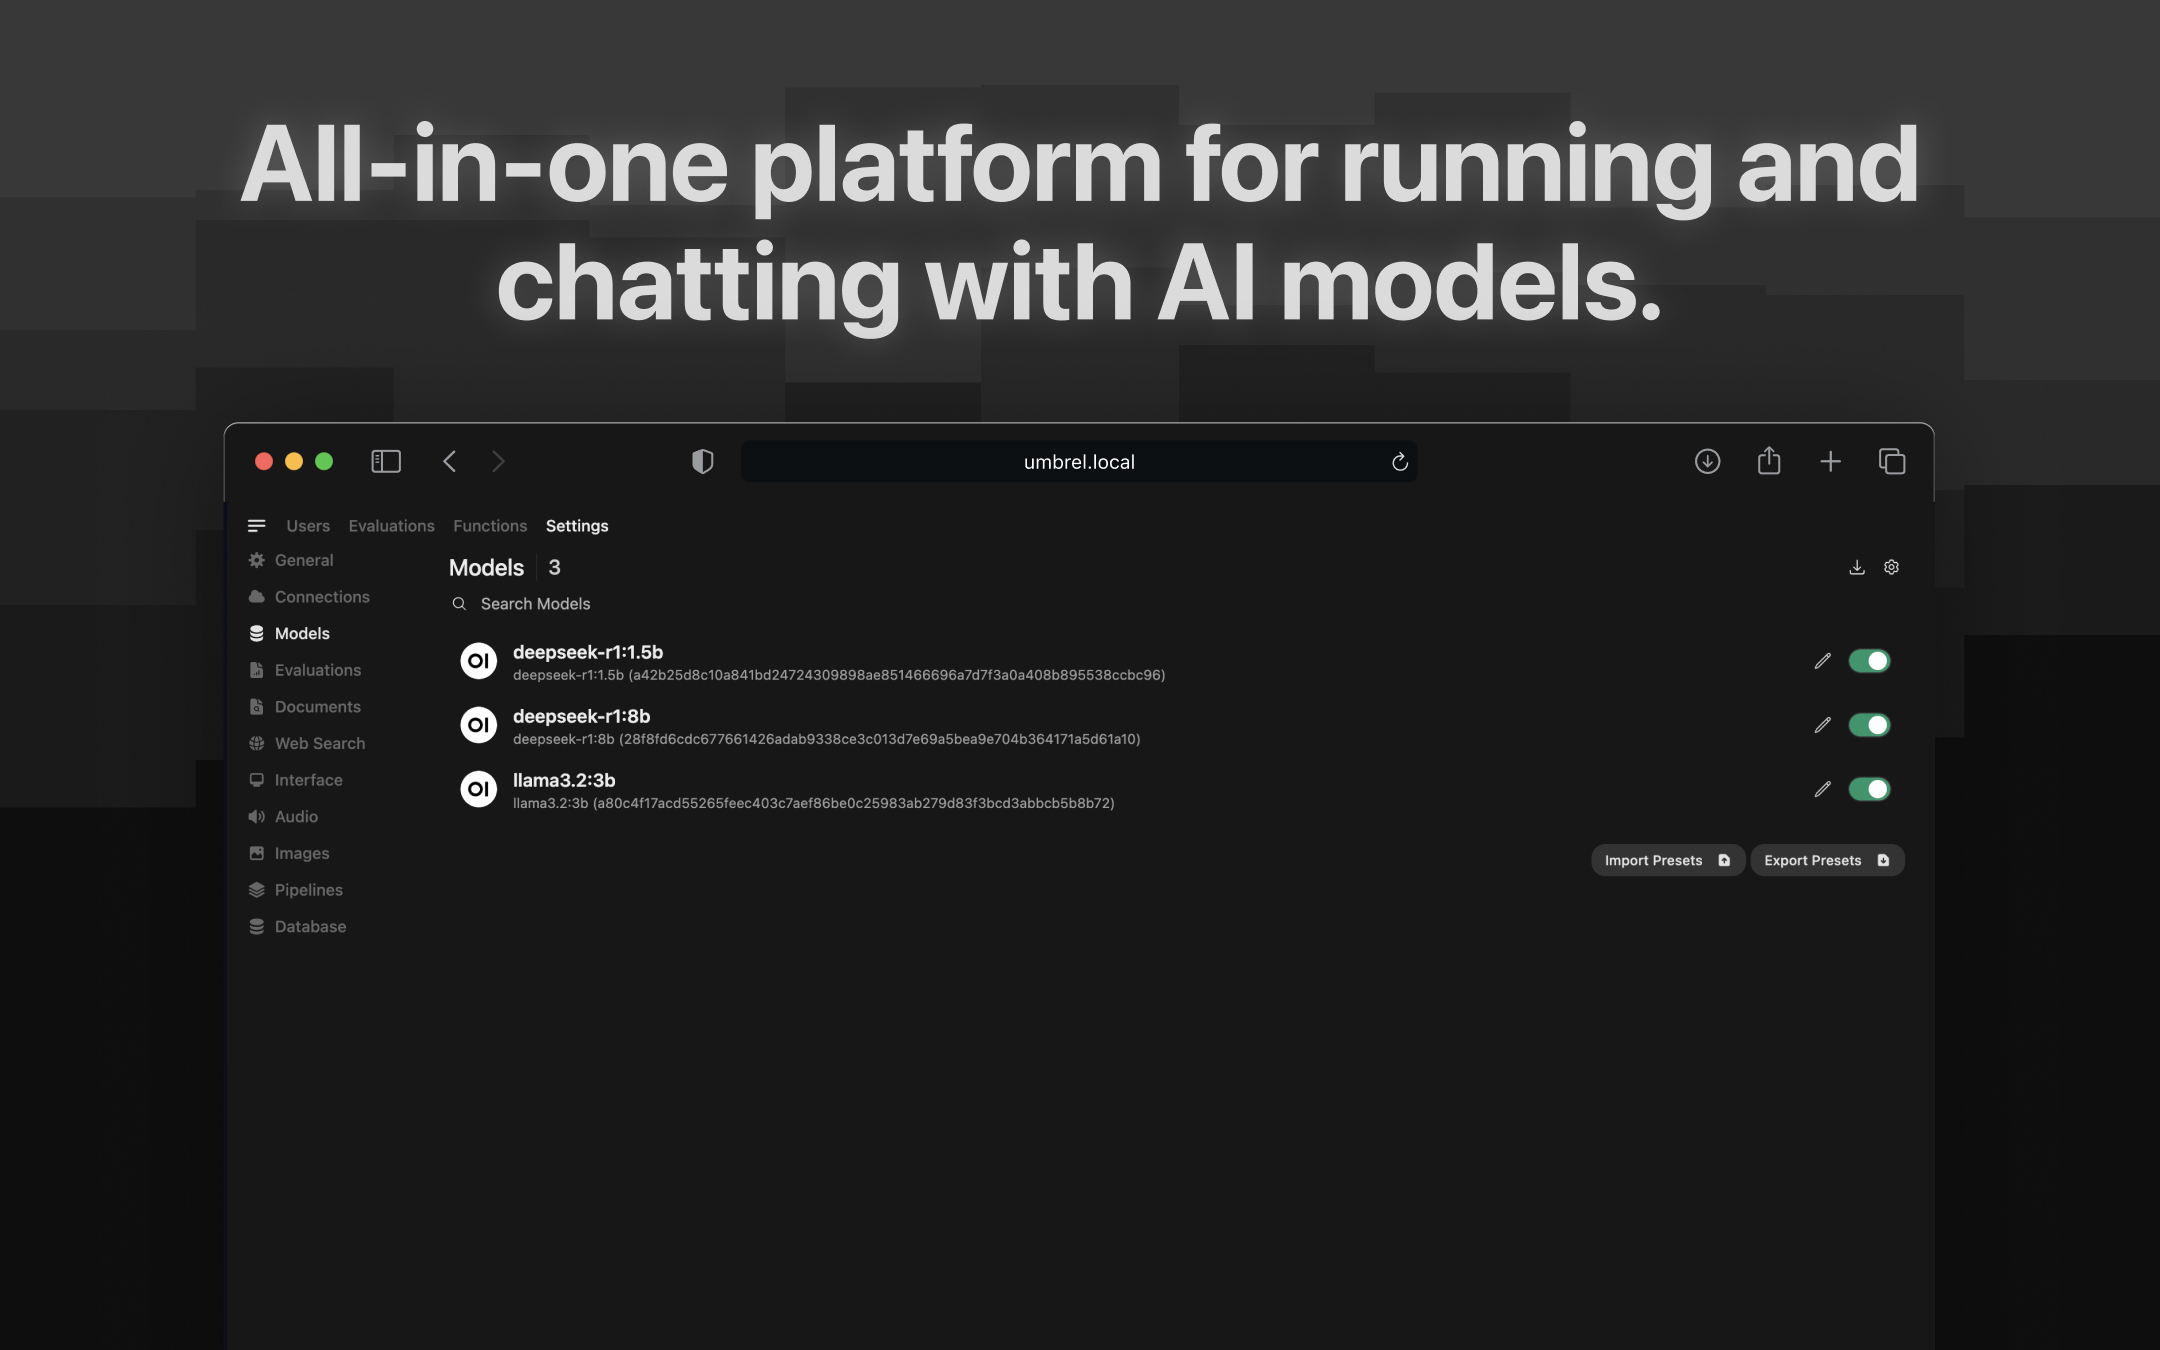 All-in-one platform for running and
chatting with AI models.
umbrel.local
Users Evaluations Functions Settings
General
Connections
Models
Evaluations
Documents
Web Search
Interface
Audio
Images
Pipelines
Database
Models 3
Search Models
OI
deepseek-r1:1.5b
deepseek-r1:1.5b (a42b25d8c10a841bd24724309898ae851466696a7d7f3a0a408b895538ccbc96)
OI
deepseek-r1:8b
deepseek-r1:8b (28f8fd6cdc677661426adab9338ce3c013d7e69a5bea9e704b364171a5d61a10)
OI
llama3.2:3b
llama3.2:3b (a80c4f17acd55265feec403c7aef86be0c25983ab279d83f3bcd3abbcb5b8b72)
Import Presets Export Presets